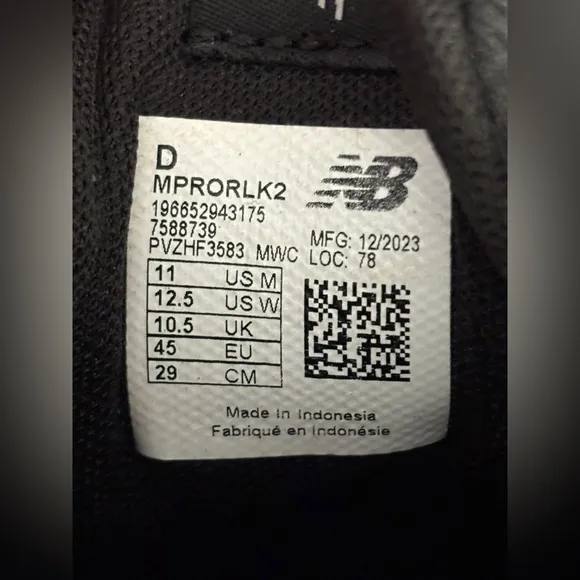 D
MPRORLK2
196652943175
7588739
PVZHF3583 MWC
NB
MFG: 12/2023
LOC: 78
11 US M
12.5 US W
10.5 UK
45 EU
29 CM
Made in Indonesia
Fabriqué en Indonésie